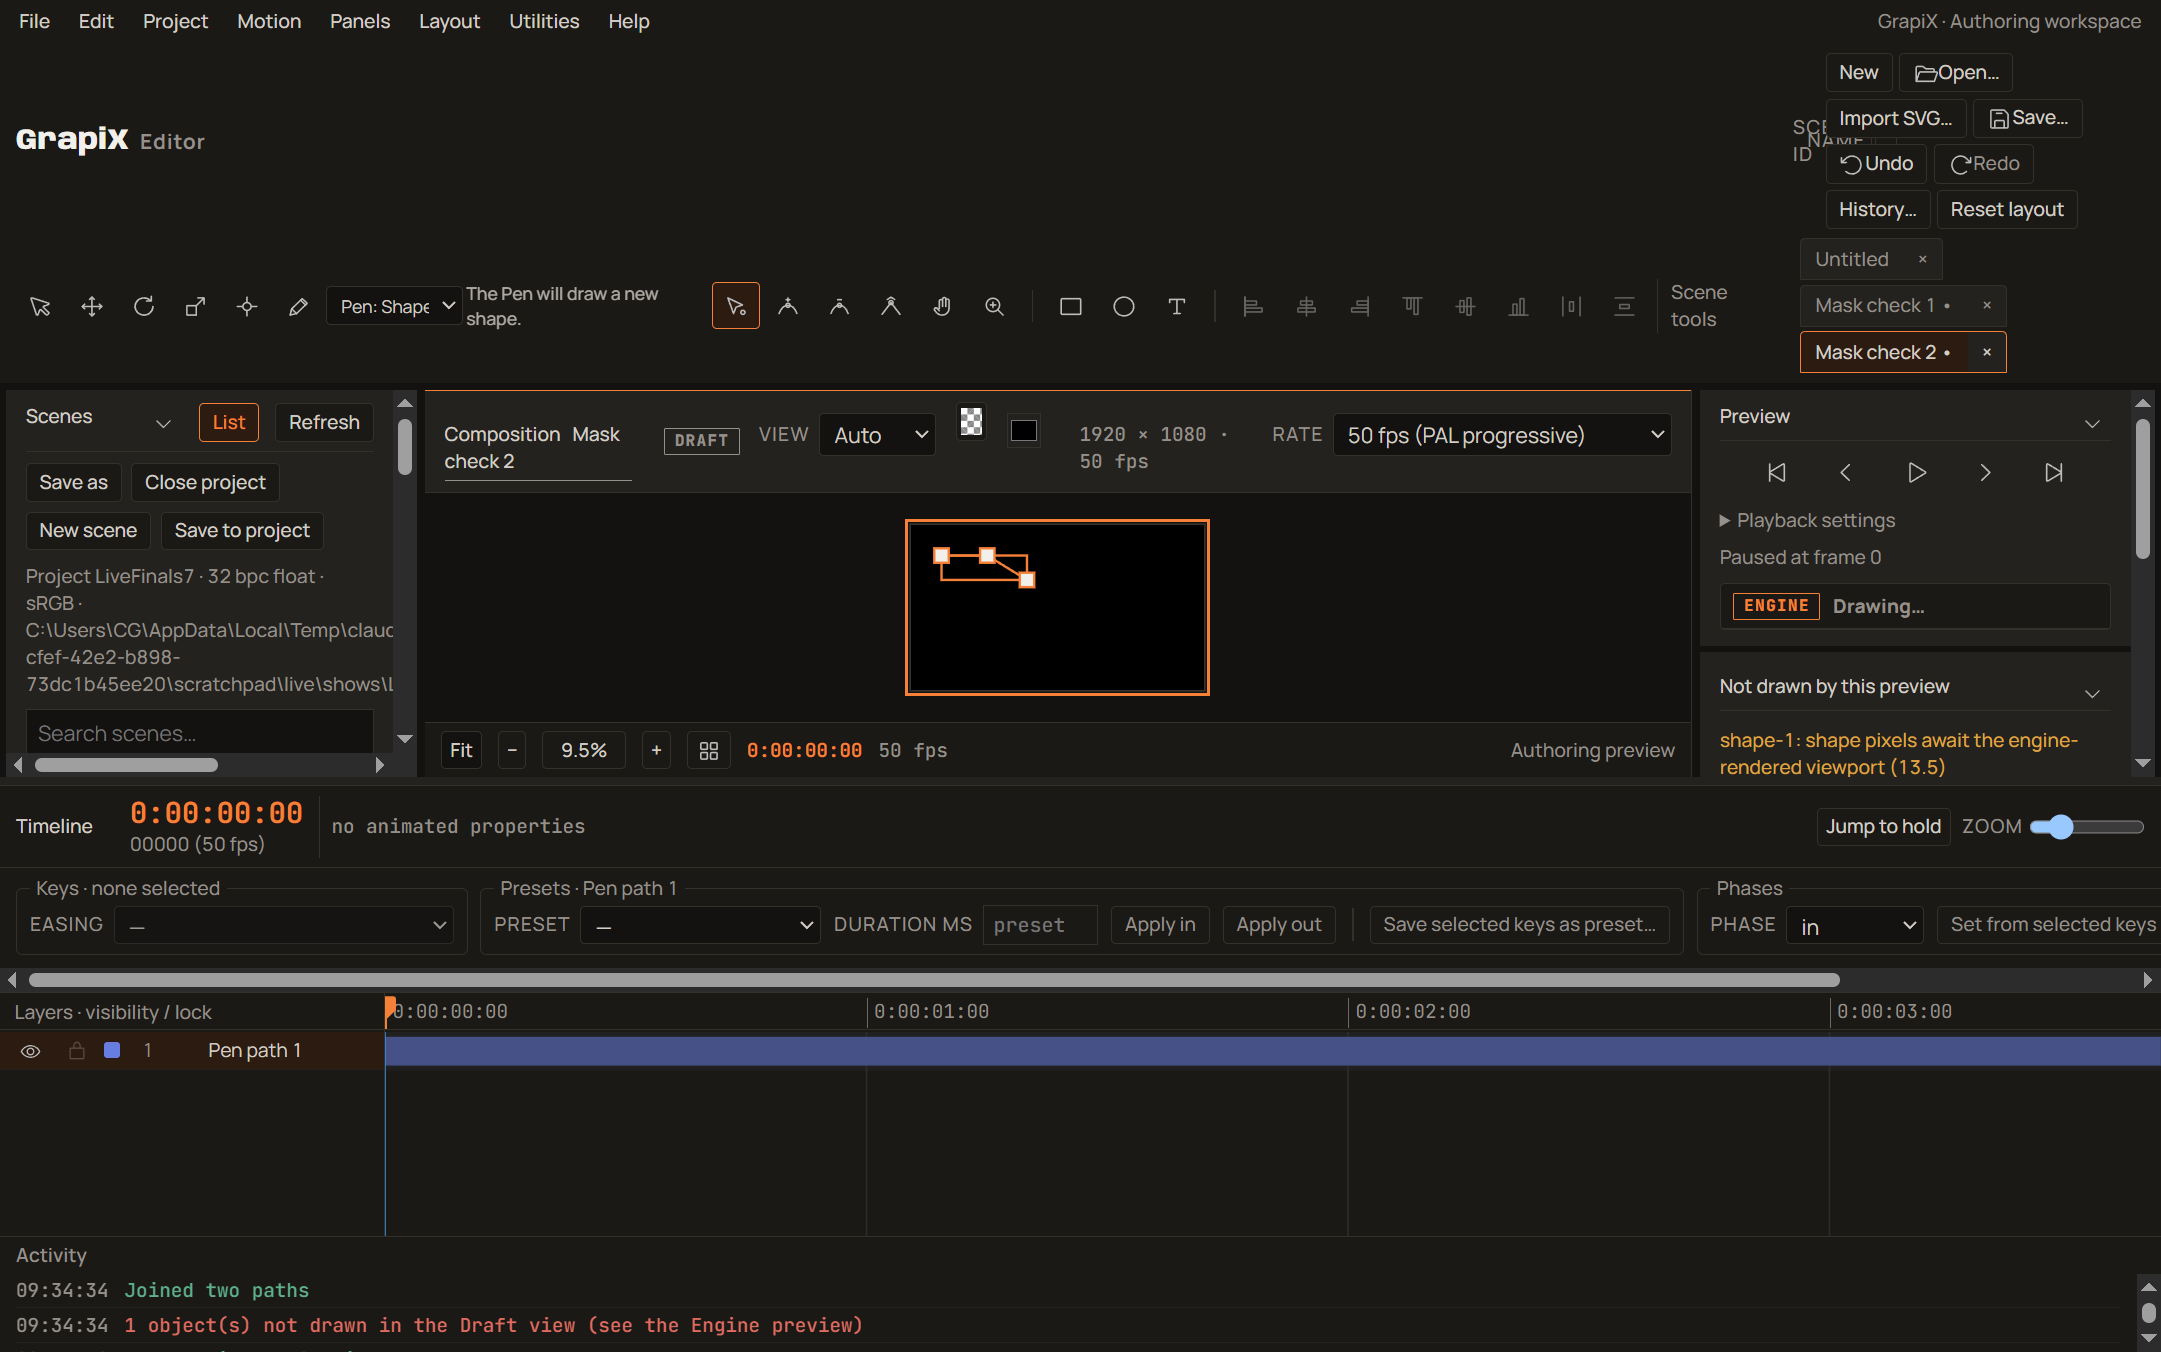 File Edit Project Motion Panels Layout Utilities Help
GrapiX · Authoring workspace
New Open...
Import SVG... Save...
GrapiX Editor
NAME
ID
Undo Redo
History... Reset layout
Untitled ×
Mask check 1 • ×
Mask check 2 • ×
Pen: Shape
The Pen will draw a new
shape.
Scene
tools
Scenes List Refresh
Save as Close project
New scene Save to project
Project LiveFinals7 · 32 bpc float ·
sRGB ·
C:\Users\CG\AppData\Local\Temp\claud
cfef-42e2-b898-
73dc1b45ee20\scratchpad\live\shows\L
Search scenes...
Composition Mask
check 2
DRAFT VIEW Auto
1920 × 1080 ·
50 fps
RATE 50 fps (PAL progressive)
Fit − 9.5% + 0:00:00:00 50 fps Authoring preview
Preview
Playback settings
Paused at frame 0
ENGINE Drawing...
Not drawn by this preview
shape-1: shape pixels await the engine-
rendered viewport (13.5)
Timeline 0:00:00:00
00000 (50 fps)
no animated properties
Jump to hold ZOOM
Keys · none selected
EASING —
Presets · Pen path 1
PRESET — DURATION MS preset Apply in Apply out Save selected keys as preset...
Phases
PHASE in Set from selected keys
Layers · visibility / lock 0:00:00:00 0:00:01:00 0:00:02:00 0:00:03:00
1 Pen path 1
Activity
09:34:34 Joined two paths
09:34:34 1 object(s) not drawn in the Draft view (see the Engine preview)